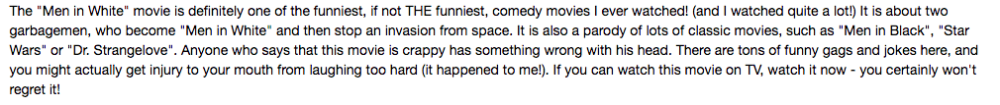 The "Men in White" movie is definitely one of the funniest, if not THE funniest, comedy movies I ever watched! (and I watched quite a lot!) It is about two
garbagemen, who become "Men in White" and then stop an invasion from space. It is also a parody of lots of classic movies, such as "Men in Black", "Star
Wars" or "Dr. Strangelove". Anyone who says that this movie is crappy has something wrong with his head. There are tons of funny gags and jokes here, and
you might actually get injury to your mouth from laughing too hard (it happened to me!). If you can watch this movie on TV, watch it now - you certainly won't
regret it!